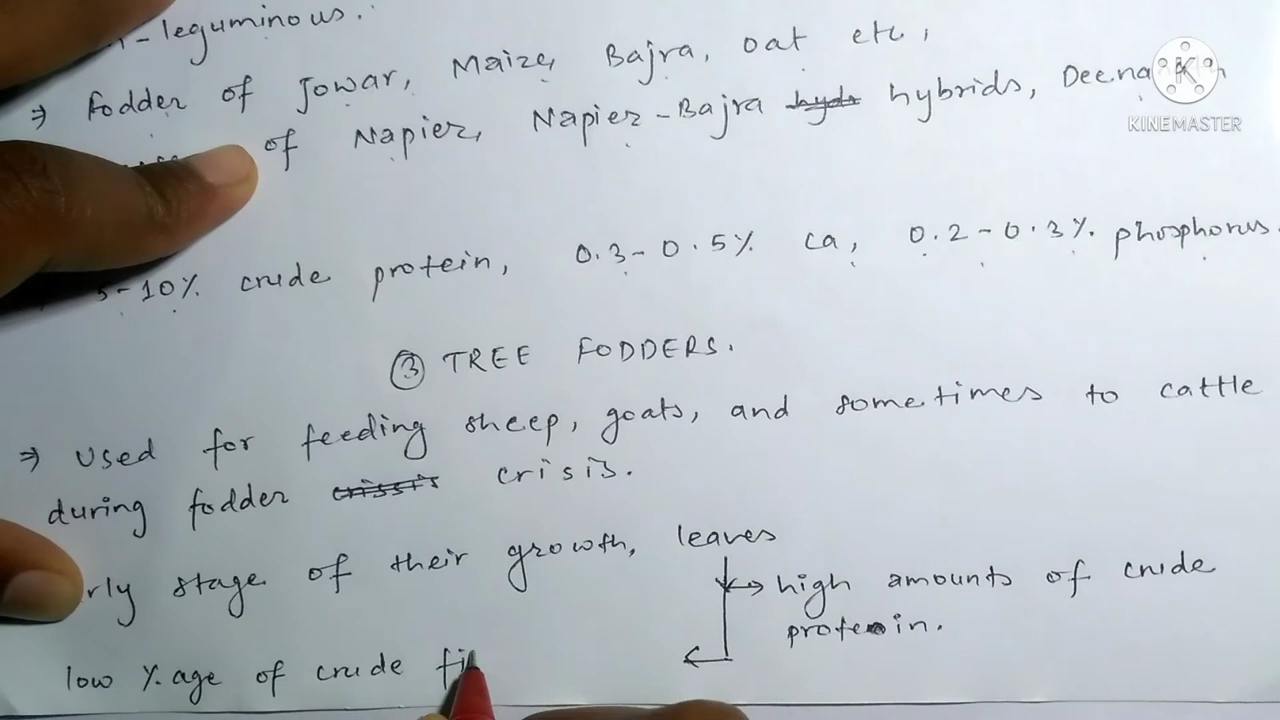 -leguminous.
⇒ fodder of Jowar, Maize, Bajra, oat etc,
of Napier, Napier-Bajra hybrids, Deena
KINEMASTER
5-10% crude protein, 0.3-0.5% ca, 0.2-0.3% phosphorus.
③ TREE FODDERS.
⇒ Used for feeding sheep, goats, and sometimes to cattle
during fodder crissis crisis.
rly stage of their growth, leaves
↔ high amounts of crude
protein.
low %age of crude fi